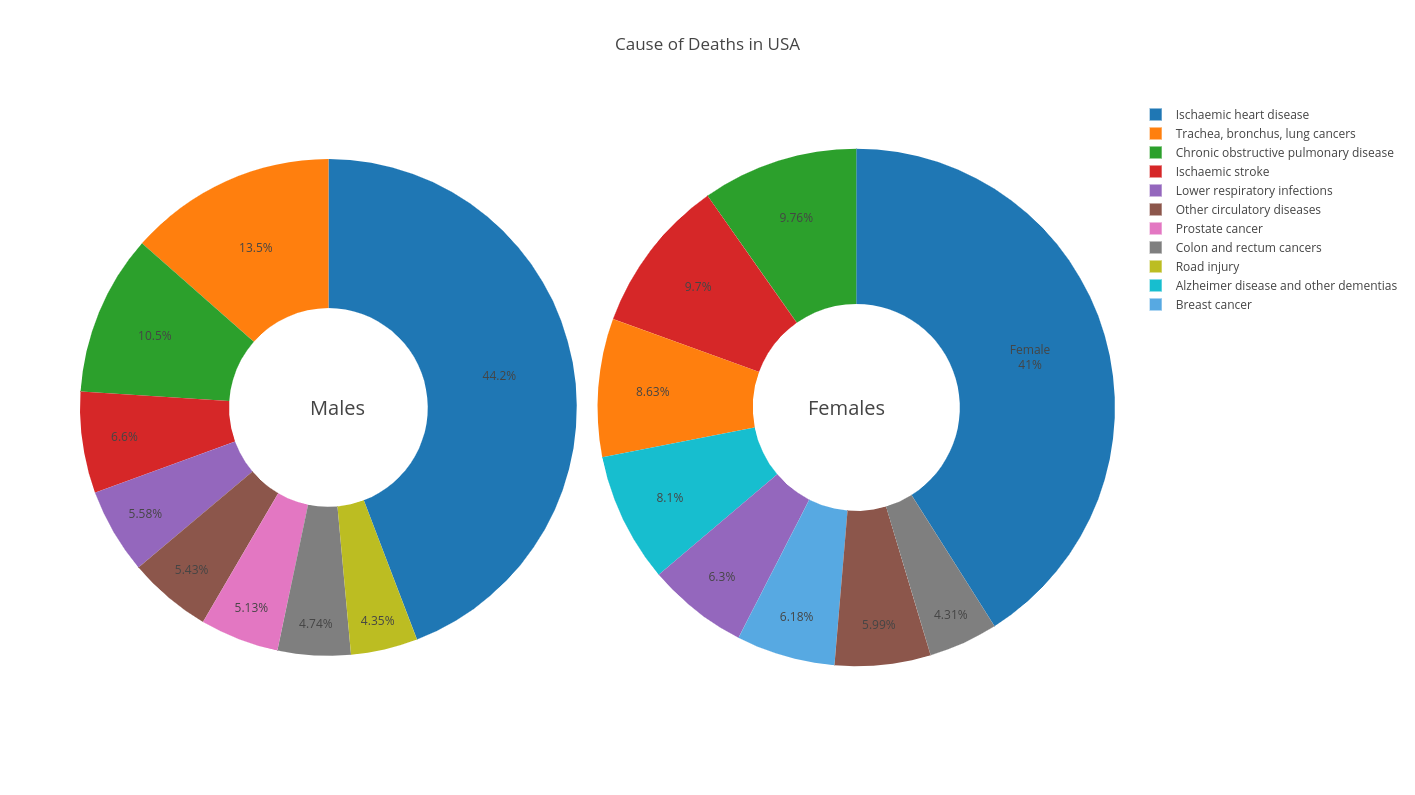 Cause of Deaths in USA
13.5%
44.2%
10.5%
6.6%
5.58%
5.43%
5.13%
4.74%
4.35%
Males
9.76%
9.7%
Female
41%
8.63%
8.1%
6.3%
6.18%
5.99%
4.31%
Females
Ischaemic heart disease
Trachea, bronchus, lung cancers
Chronic obstructive pulmonary disease
Ischaemic stroke
Lower respiratory infections
Other circulatory diseases
Prostate cancer
Colon and rectum cancers
Road injury
Alzheimer disease and other dementias
Breast cancer